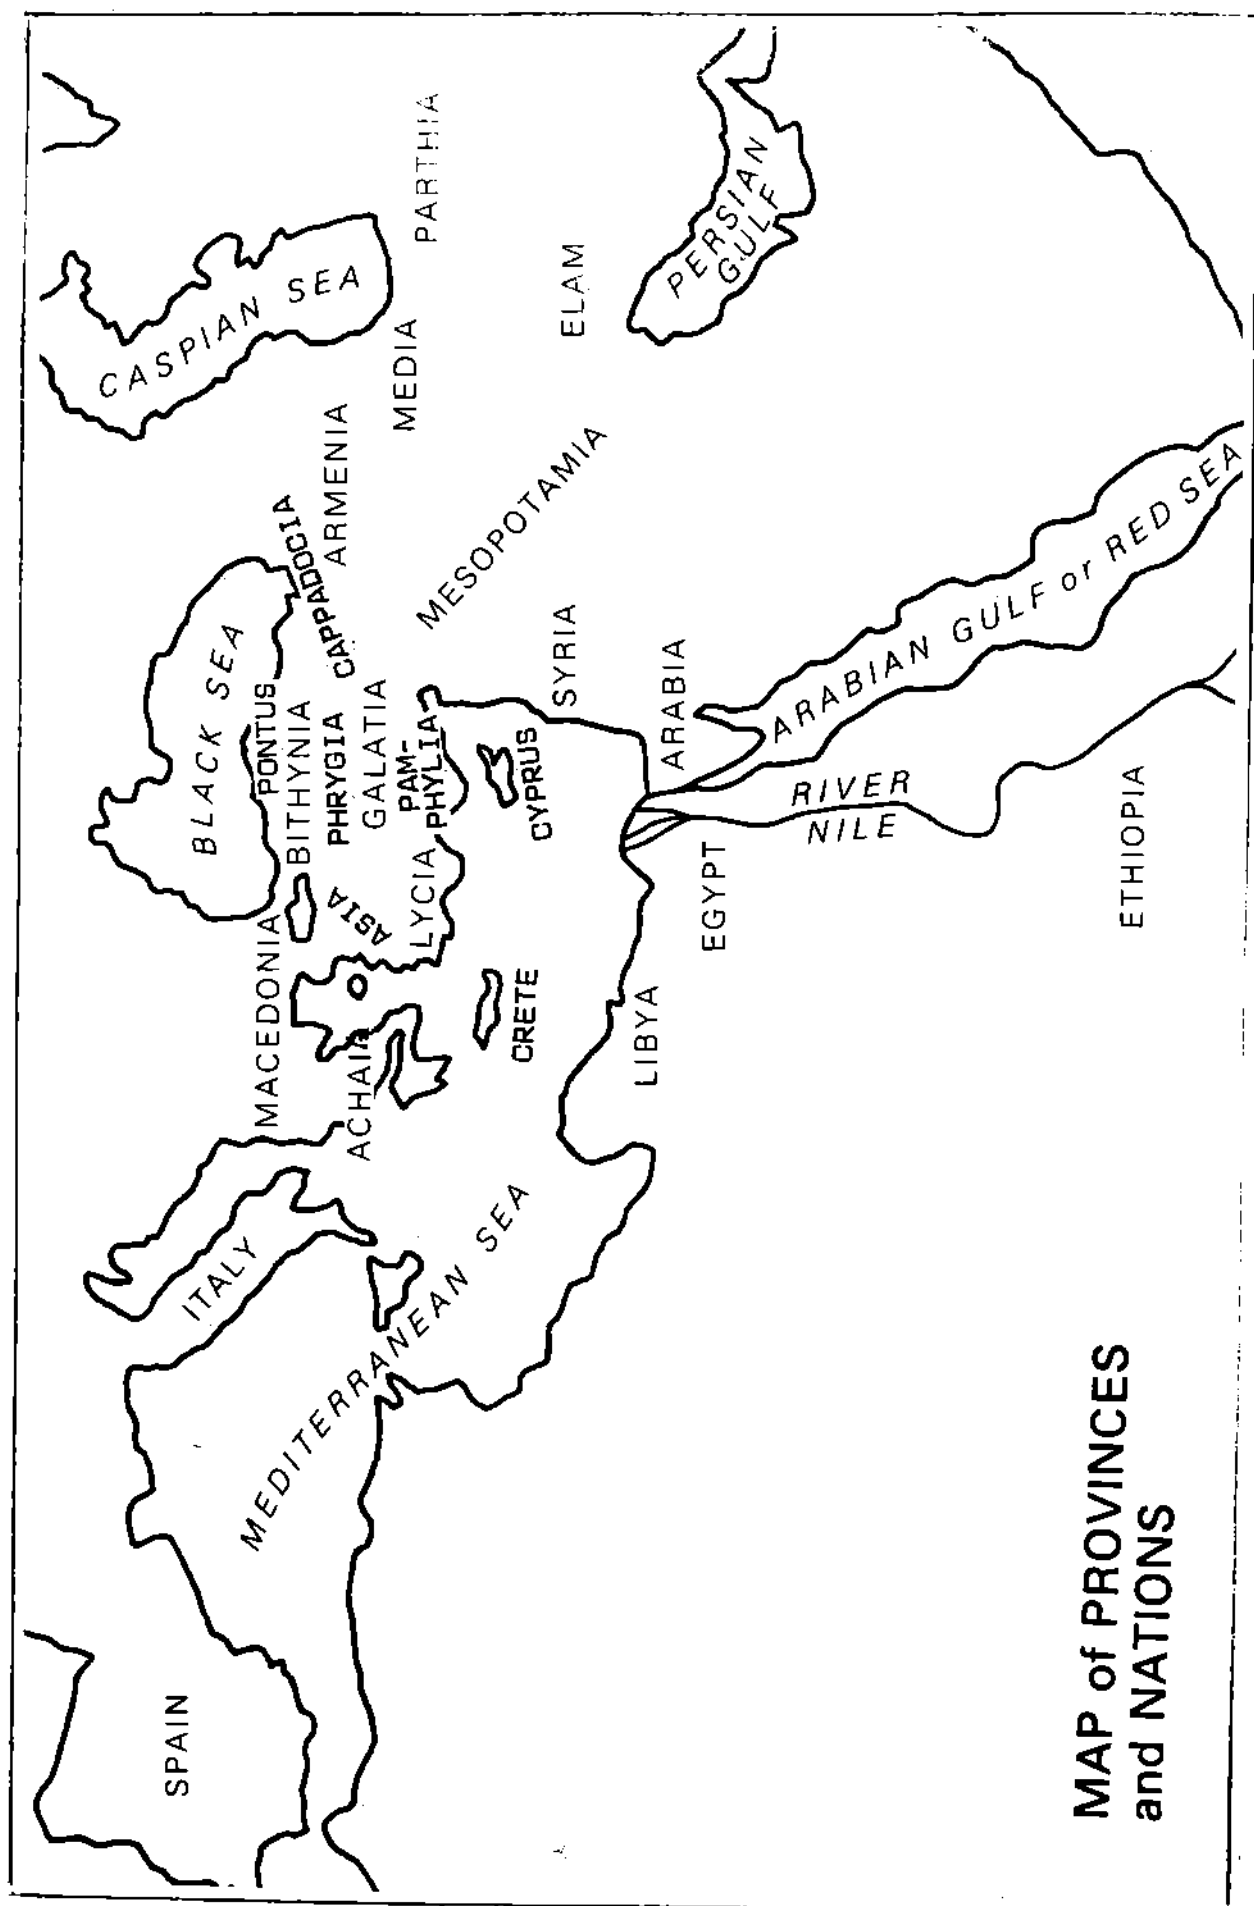 SPAIN
ITALY
MACEDONIA
ACHAIA
BLACK SEA
PONTUS
BITHYNIA
PHRYGIA
CAPPADOCIA
GALATIA
ASIA
LYCIA
PAM-
PHYLIA
ARMENIA
CASPIAN SEA
MEDIA
PARTHIA
MESOPOTAMIA
ELAM
PERSIAN
GULF
MEDITERRANEAN SEA
CRETE
CYPRUS
SYRIA
LIBYA
EGYPT
ARABIA
RIVER
NILE
ARABIAN GULF or RED SEA
ETHIOPIA
MAP of PROVINCES
and NATIONS